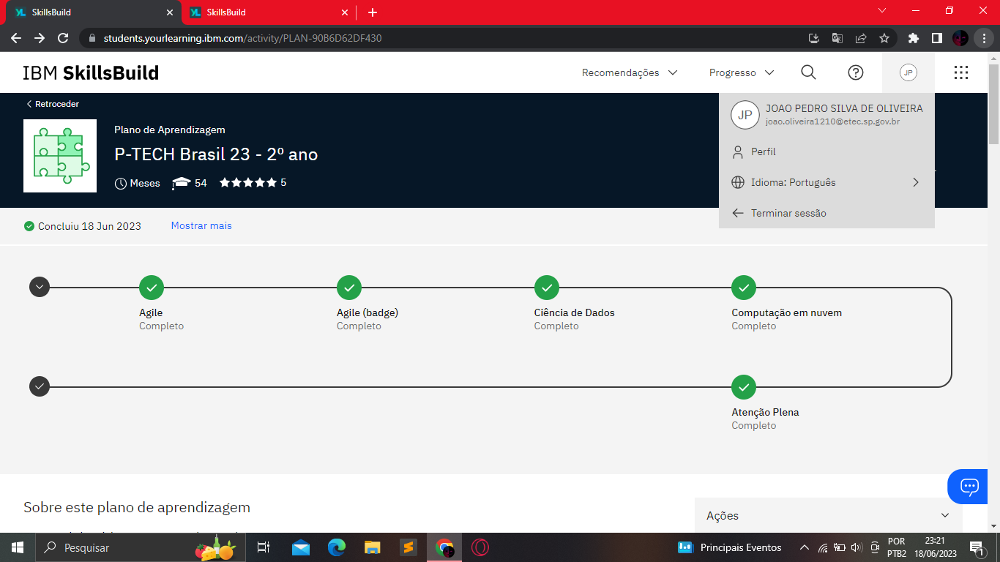 SkillsBuild
SkillsBuild
students.yourlearning.ibm.com/activity/PLAN-90B6D62DF430
IBM SkillsBuild
Recomendações
Progresso
JP
Retroceder
JP
JOAO PEDRO SILVA DE OLIVEIRA
joao.oliveira1210@etec.sp.gov.br
Perfil
Idioma: Português
Terminar sessão
Plano de Aprendizagem
P-TECH Brasil 23 - 2º ano
Meses 54 5
Concluiu 18 Jun 2023
Mostrar mais
Agile
Completo
Agile (badge)
Completo
Ciência de Dados
Completo
Computação em nuvem
Completo
Atenção Plena
Completo
Sobre este plano de aprendizagem
Ações
Pesquisar
Principais Eventos
POR
PTB2
23:21
18/06/2023
1